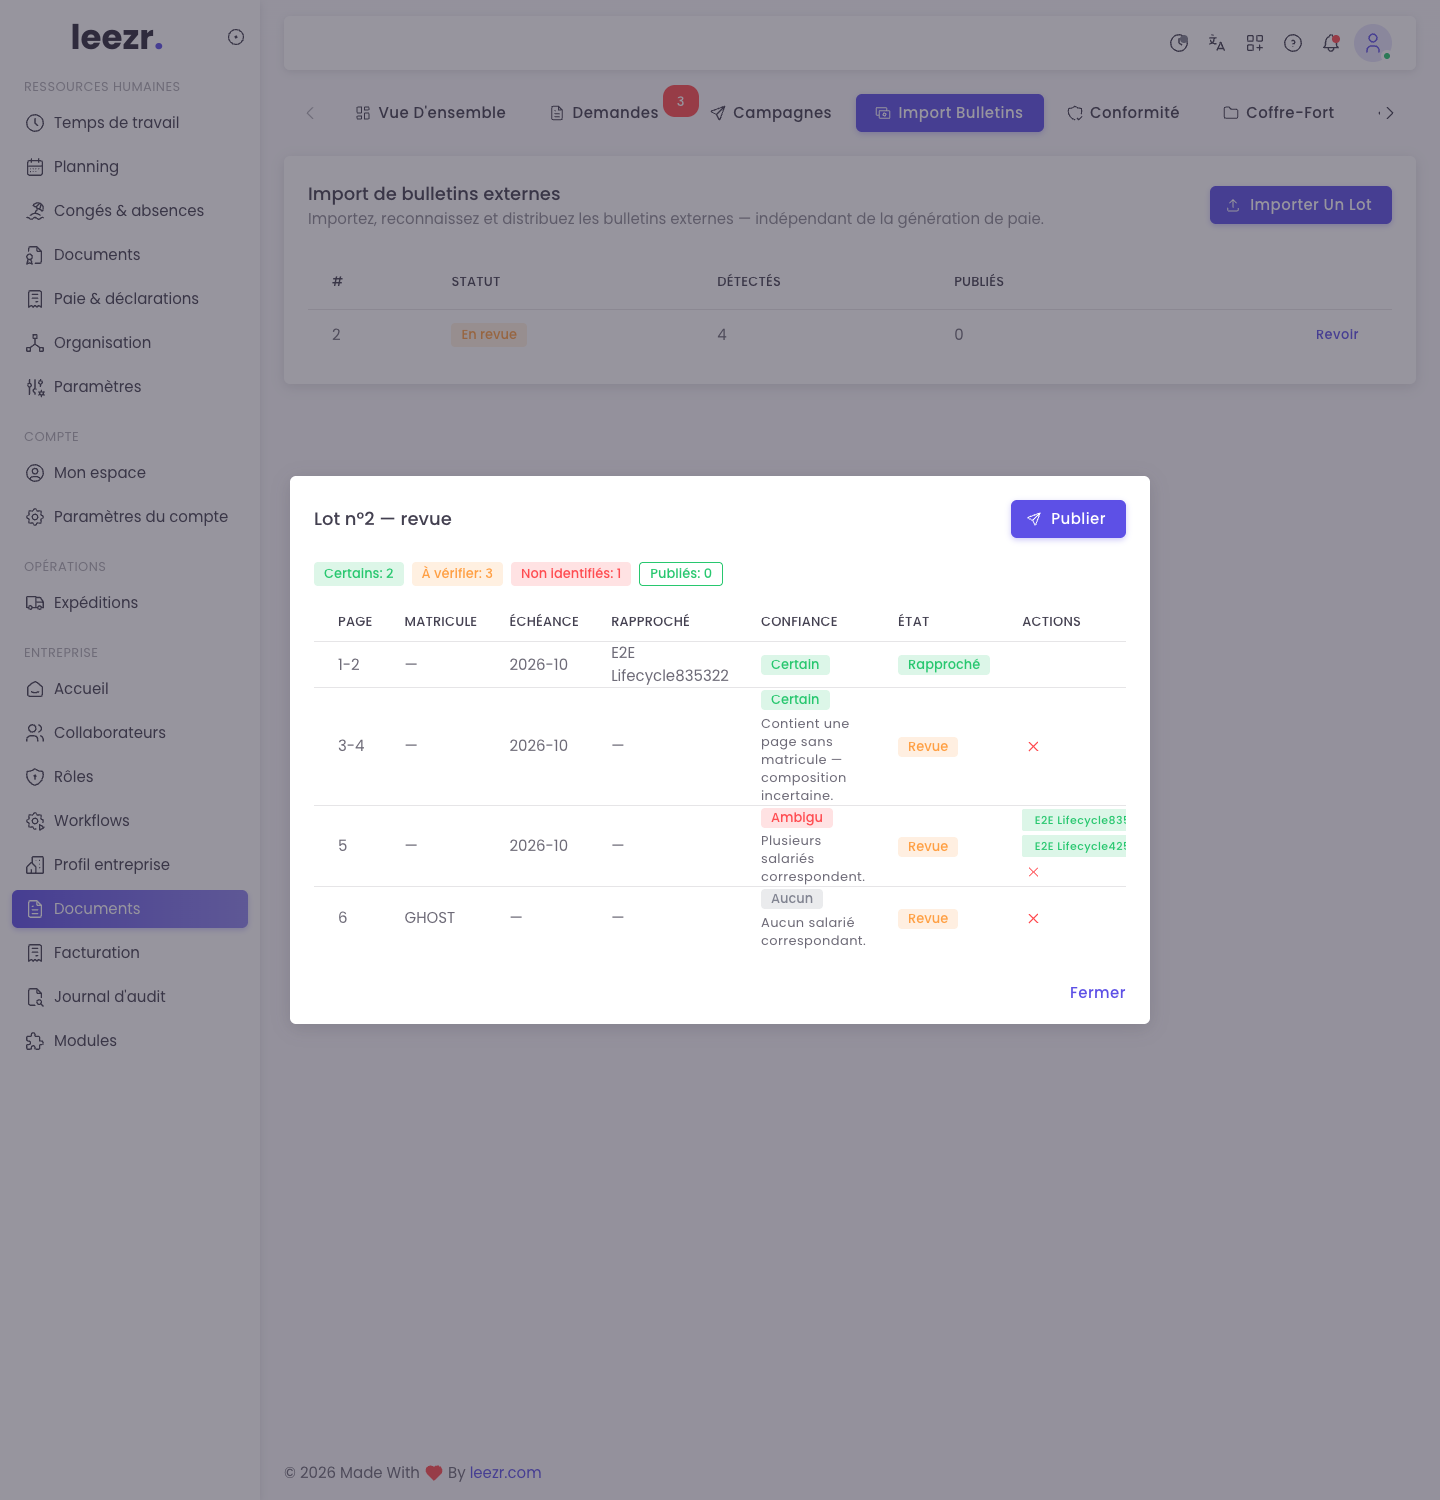 leezr.
RESSOURCES HUMAINES
Temps de travail
Planning
Congés & absences
Documents
Paie & déclarations
Organisation
Paramètres
COMPTE
Mon espace
Paramètres du compte
OPÉRATIONS
Expéditions
ENTREPRISE
Accueil
Collaborateurs
Rôles
Workflows
Profil entreprise
Documents
Facturation
Journal d'audit
Modules
Vue D'ensemble
Demandes 3
Campagnes
Import Bulletins
Conformité
Coffre-Fort
Import de bulletins externes
Importez, reconnaissez et distribuez les bulletins externes — indépendant de la génération de paie.
Importer Un Lot
# STATUT DÉTECTÉS PUBLIÉS
2 En revue 4 0 Revoir
Lot n°2 — revue
Publier
Certains: 2 À vérifier: 3 Non identifiés: 1 Publiés: 0
PAGE MATRICULE ÉCHÉANCE RAPPROCHÉ CONFIANCE ÉTAT ACTIONS
1-2 — 2026-10 E2E
Lifecycle835322
Certain Rapproché
3-4 — 2026-10 — Certain
Contient une
page sans
matricule —
composition
incertaine.
Revue
5 — 2026-10 — Ambigu
Plusieurs
salariés
correspondent.
Revue
E2E Lifecycle835
E2E Lifecycle425
6 GHOST — — Aucun
Aucun salarié
correspondant.
Revue
Fermer
© 2026 Made With By leezr.com